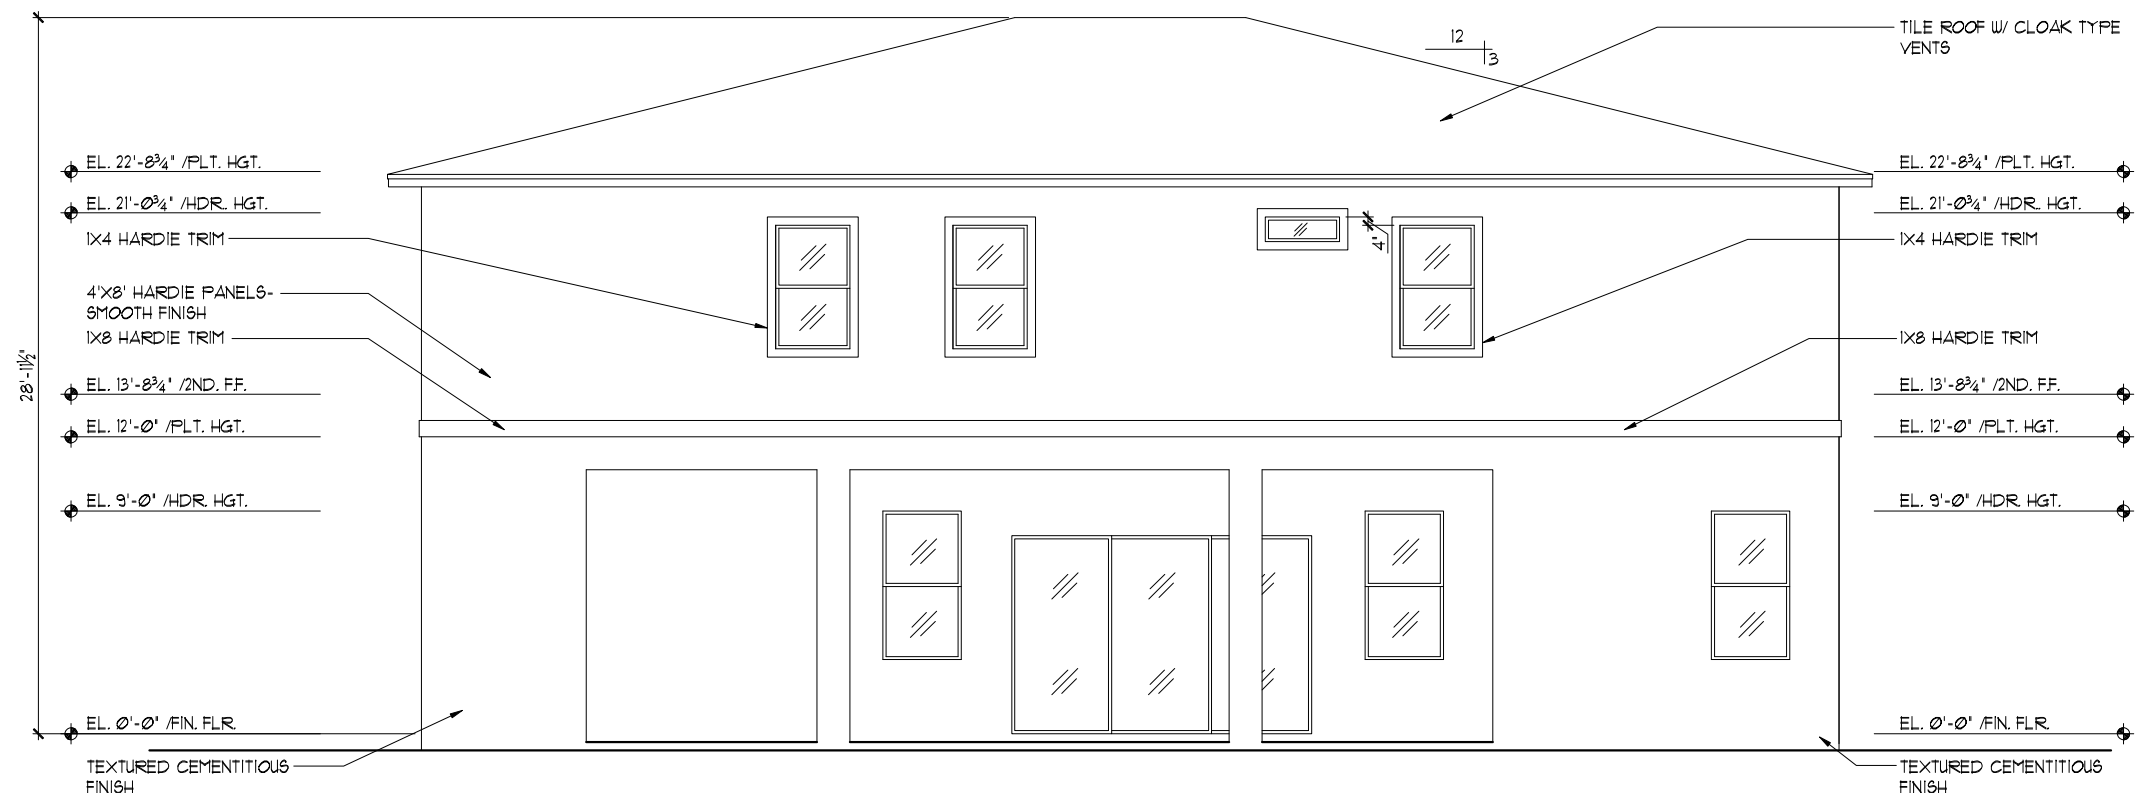 12
3
TILE ROOF W/ CLOAK TYPE
VENTS
EL. 22'-8¾" /PLT. HGT.
EL. 21'-0¾" /HDR. HGT.
1X4 HARDIE TRIM
4'X8' HARDIE PANELS-
SMOOTH FINISH
1X8 HARDIE TRIM
28'-11½"
EL. 13'-8¾" /2ND. F.F.
EL. 12'-0" /PLT. HGT.
EL. 9'-0" /HDR. HGT.
EL. 0'-0" /FIN. FLR.
TEXTURED CEMENTITIOUS
FINISH
4"
EL. 22'-8¾" /PLT. HGT.
EL. 21'-0¾" /HDR. HGT.
1X4 HARDIE TRIM
1X8 HARDIE TRIM
EL. 13'-8¾" /2ND. F.F.
EL. 12'-0" /PLT. HGT.
EL. 9'-0" /HDR. HGT.
EL. 0'-0" /FIN. FLR.
TEXTURED CEMENTITIOUS
FINISH